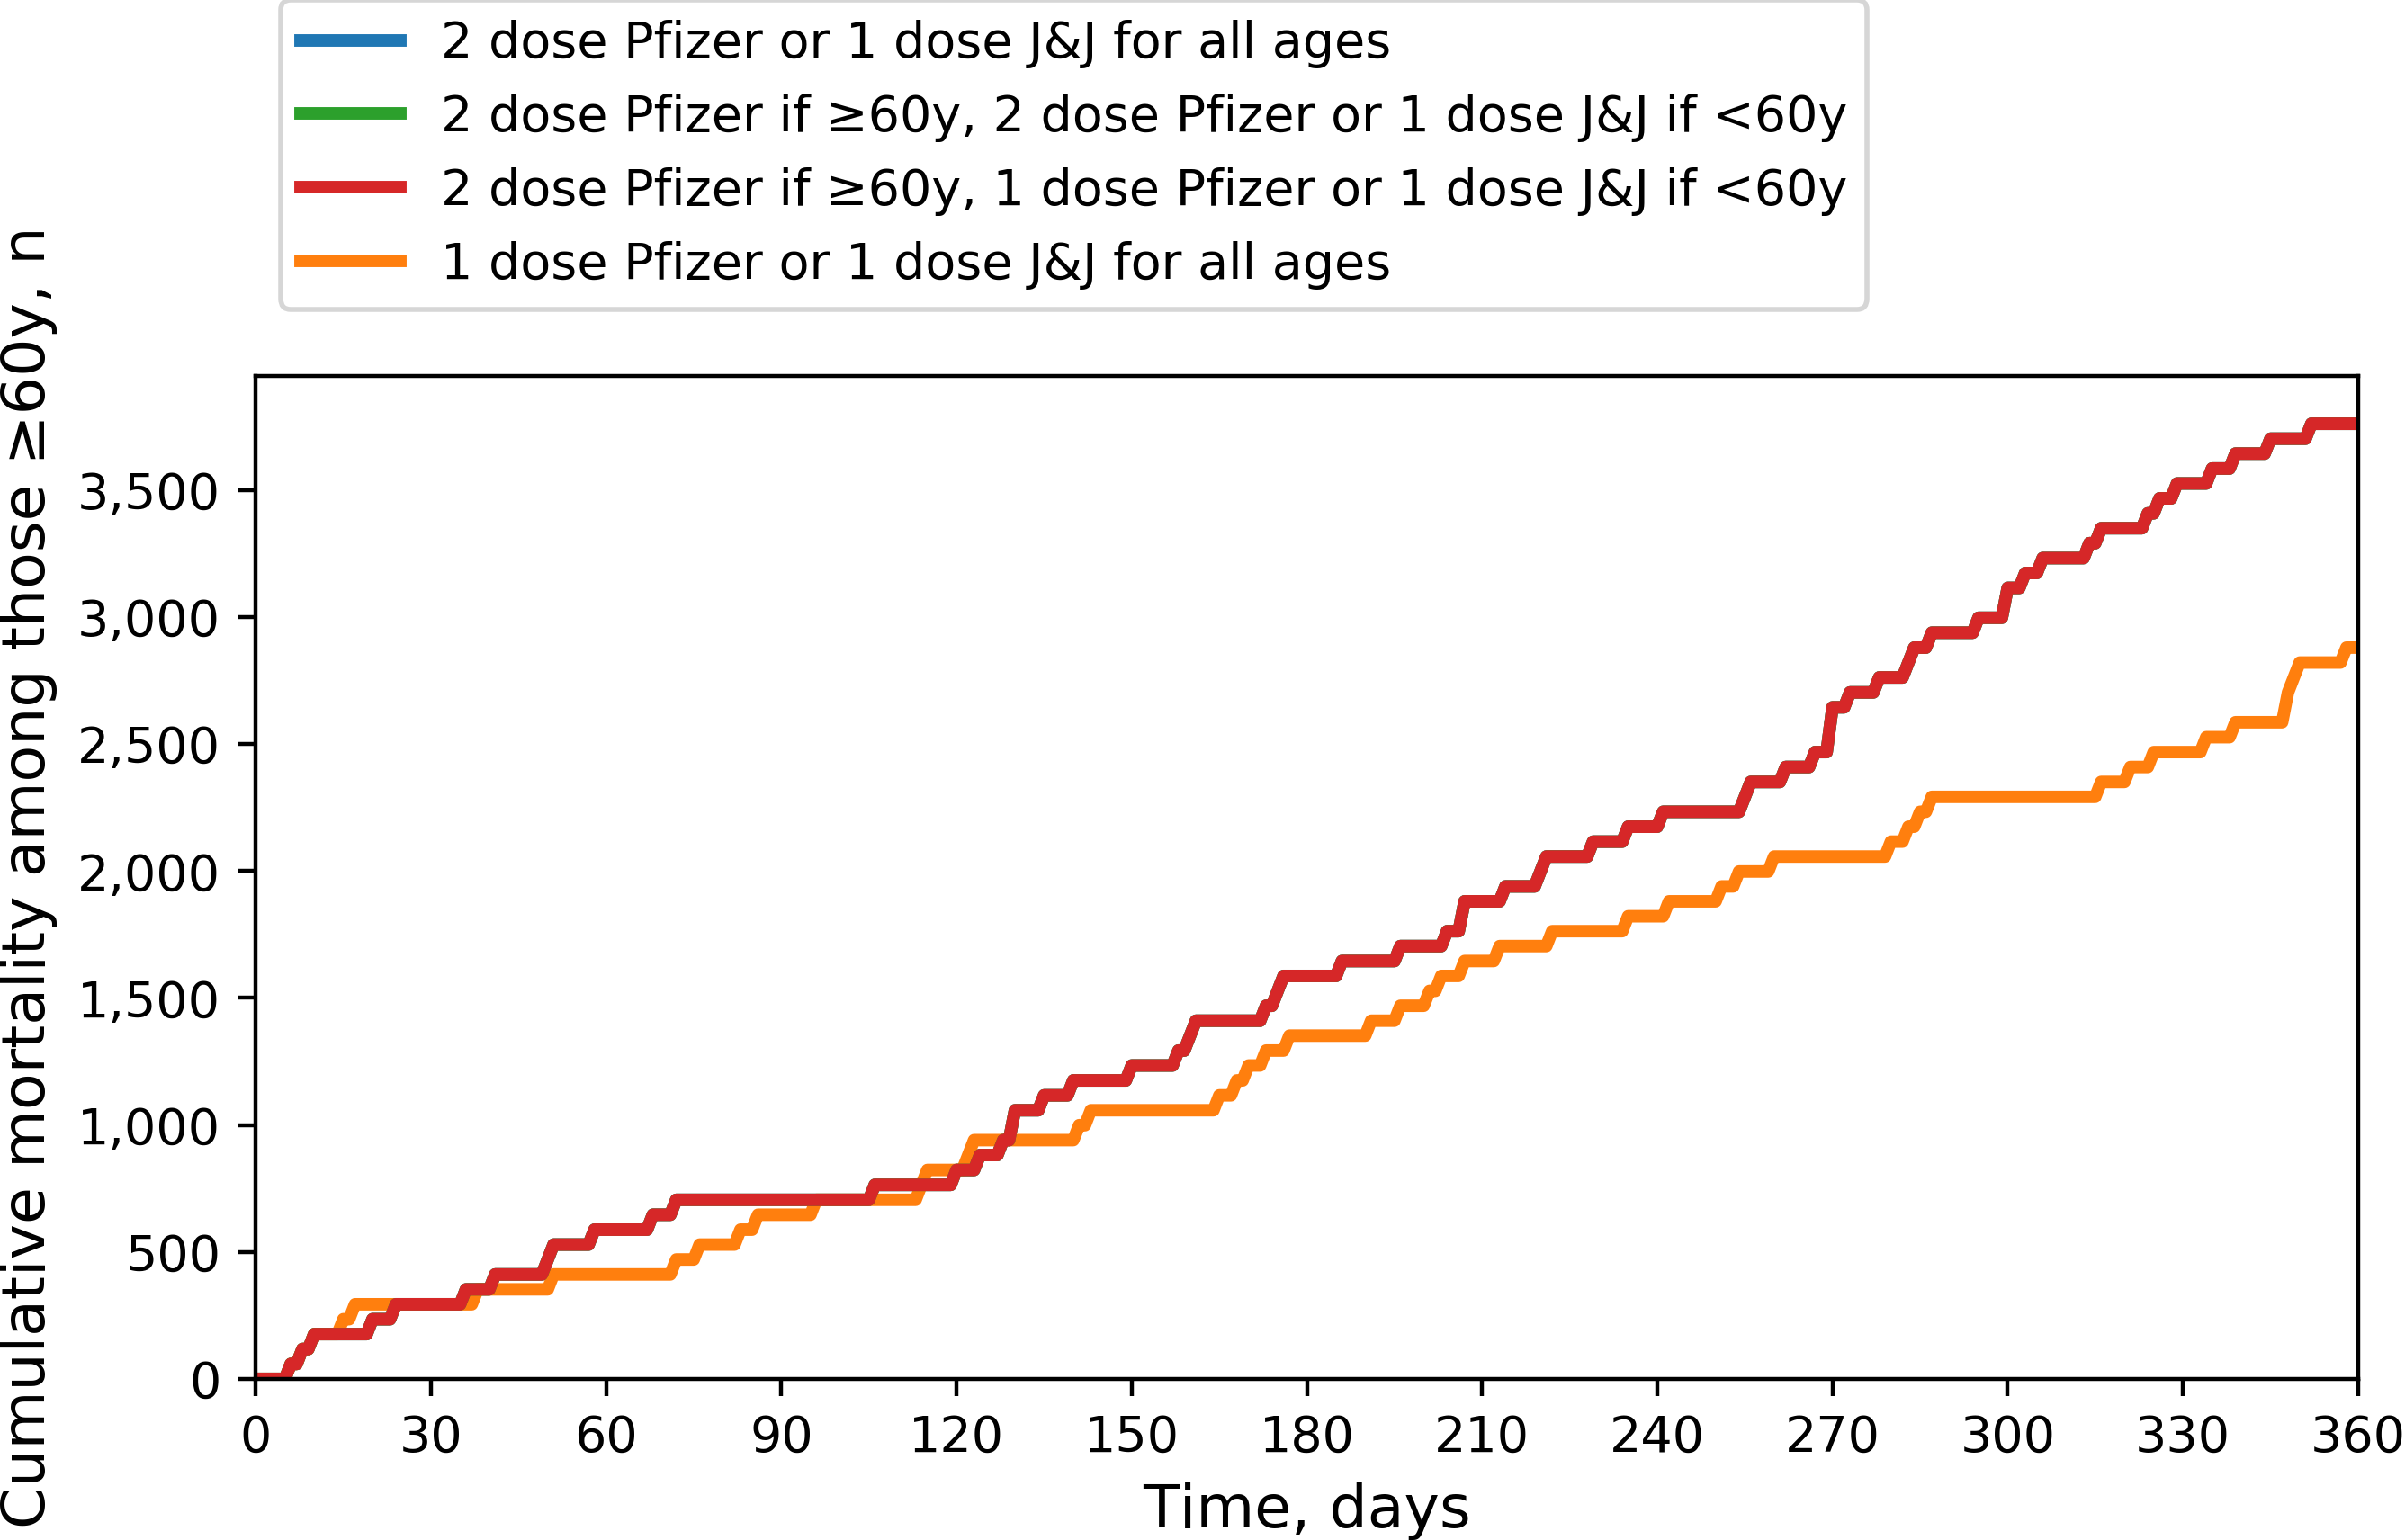 2 dose Pfizer or 1 dose J&J for all ages
2 dose Pfizer if ≥60y, 2 dose Pfizer or 1 dose J&J if <60y
2 dose Pfizer if ≥60y, 1 dose Pfizer or 1 dose J&J if <60y
1 dose Pfizer or 1 dose J&J for all ages
Cumulative mortality among those ≥60y, n
3,500
3,000
2,500
2,000
1,500
1,000
500
0
0 30 60 90 120 150 180 210 240 270 300 330 360
Time, days